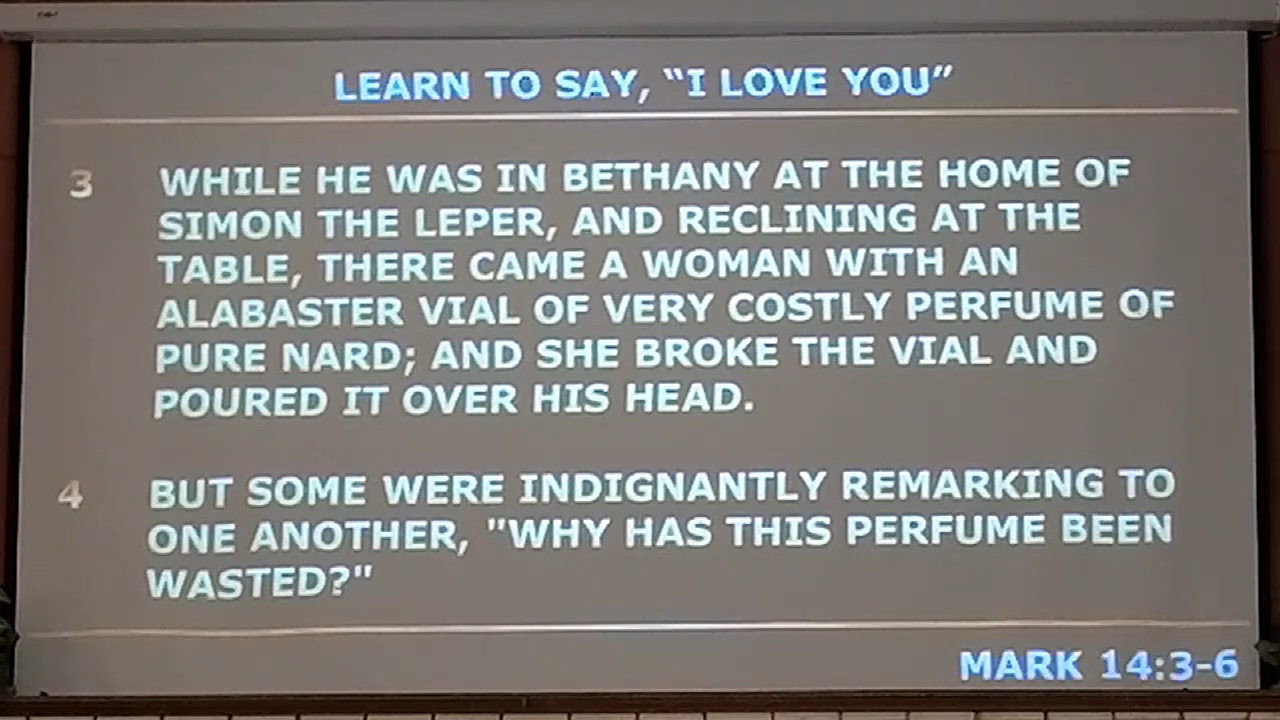 LEARN TO SAY, “I LOVE YOU”
3 WHILE HE WAS IN BETHANY AT THE HOME OF
SIMON THE LEPER, AND RECLINING AT THE
TABLE, THERE CAME A WOMAN WITH AN
ALABASTER VIAL OF VERY COSTLY PERFUME OF
PURE NARD; AND SHE BROKE THE VIAL AND
POURED IT OVER HIS HEAD.
4 BUT SOME WERE INDIGNANTLY REMARKING TO
ONE ANOTHER, "WHY HAS THIS PERFUME BEEN
WASTED?"
MARK 14:3-6